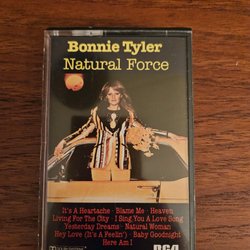 Bonnie Tyler
Natural Force
It's A Heartache · Blame Me · Heaven
Living For The City · I Sing You A Love Song
Yesterday Dreams · Natural Woman
Hey Love (It's A Feelin') · Baby Goodnight
Here Am I
RCA